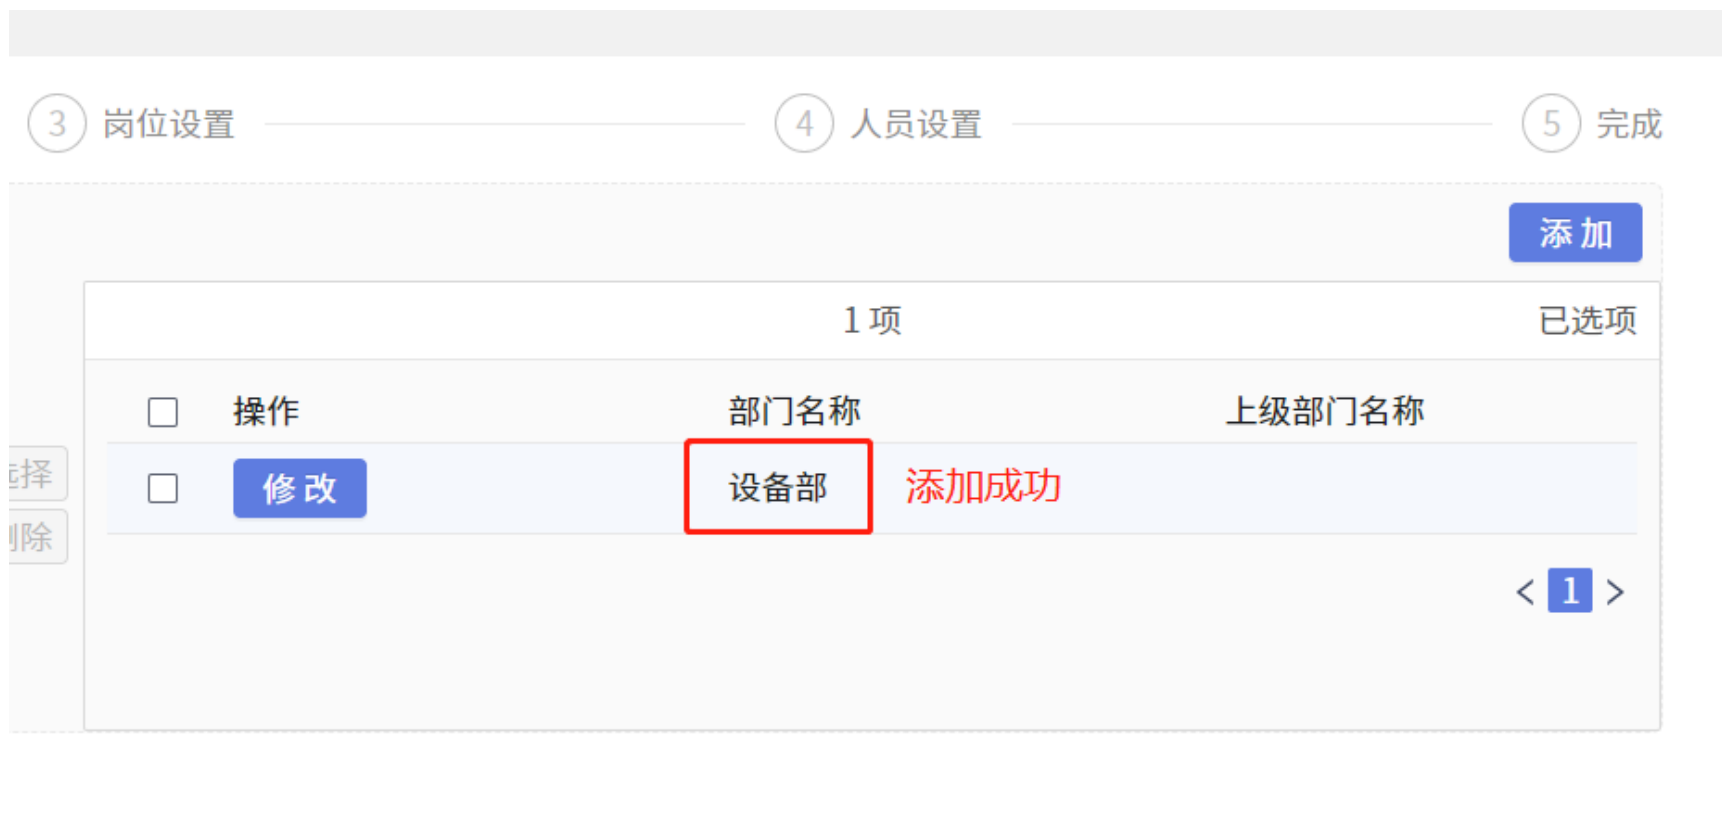 3 岗位设置 4 人员设置 5 完成
添加
1 项 已选项
操作 部门名称 上级部门名称
择
修改 设备部 添加成功
除
< 1 >